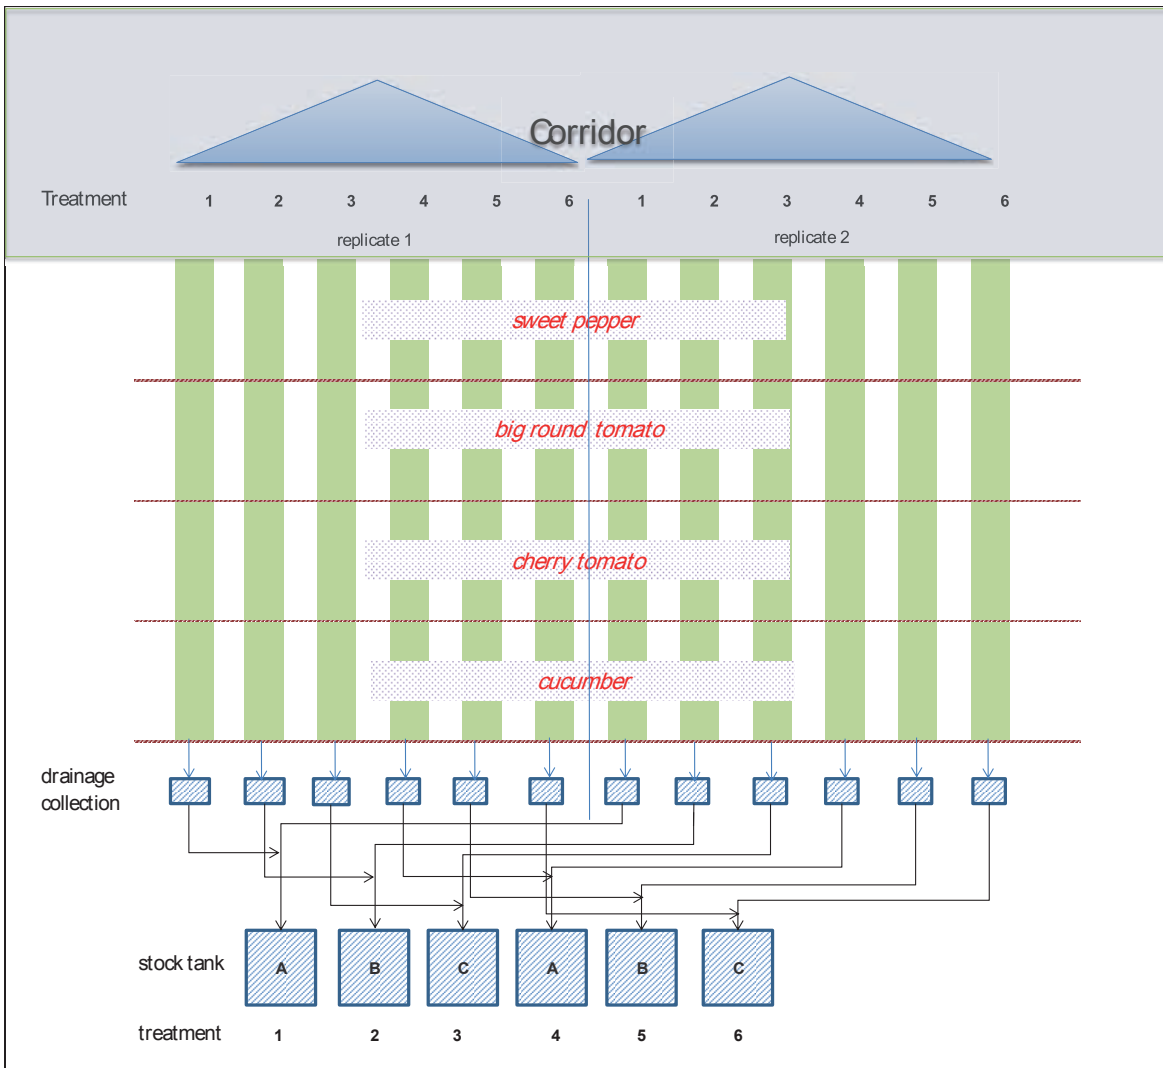 Corridor
Treatment 1 2 3 4 5 6 1 2 3 4 5 6
replicate 1 replicate 2
sweet pepper
big round tomato
cherry tomato
cucumber
drainage
collection
stock tank A B C A B C
treatment 1 2 3 4 5 6